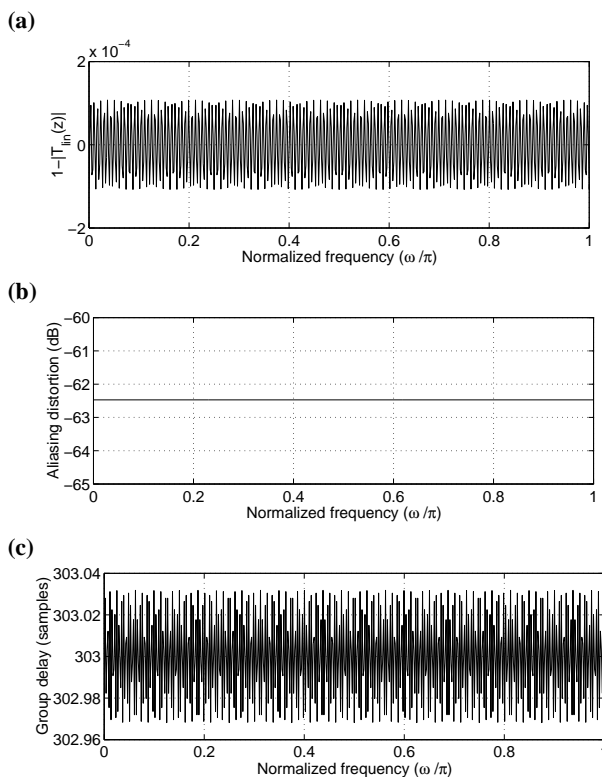 (a)
2 x 10^-4
1-|T_lin(z)|
0
-2
0 0.2 0.4 0.6 0.8 1
Normalized frequency (ω/π)
(b)
Aliasing distortion (dB)
-60
-61
-62
-63
-64
-65
0 0.2 0.4 0.6 0.8 1
Normalized frequency (ω/π)
(c)
Group delay (samples)
303.04
303.02
303
302.98
302.96
0 0.2 0.4 0.6 0.8 1
Normalized frequency (ω/π)